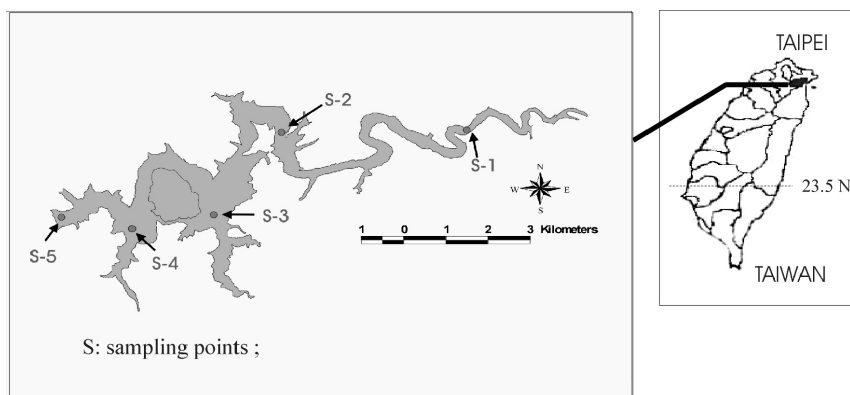 S-2
S-1
N
W E
S
S-3
1 0 1 2 3 Kilometers
S-5
S-4
S: sampling points ;
TAIPEI
23.5 N
TAIWAN